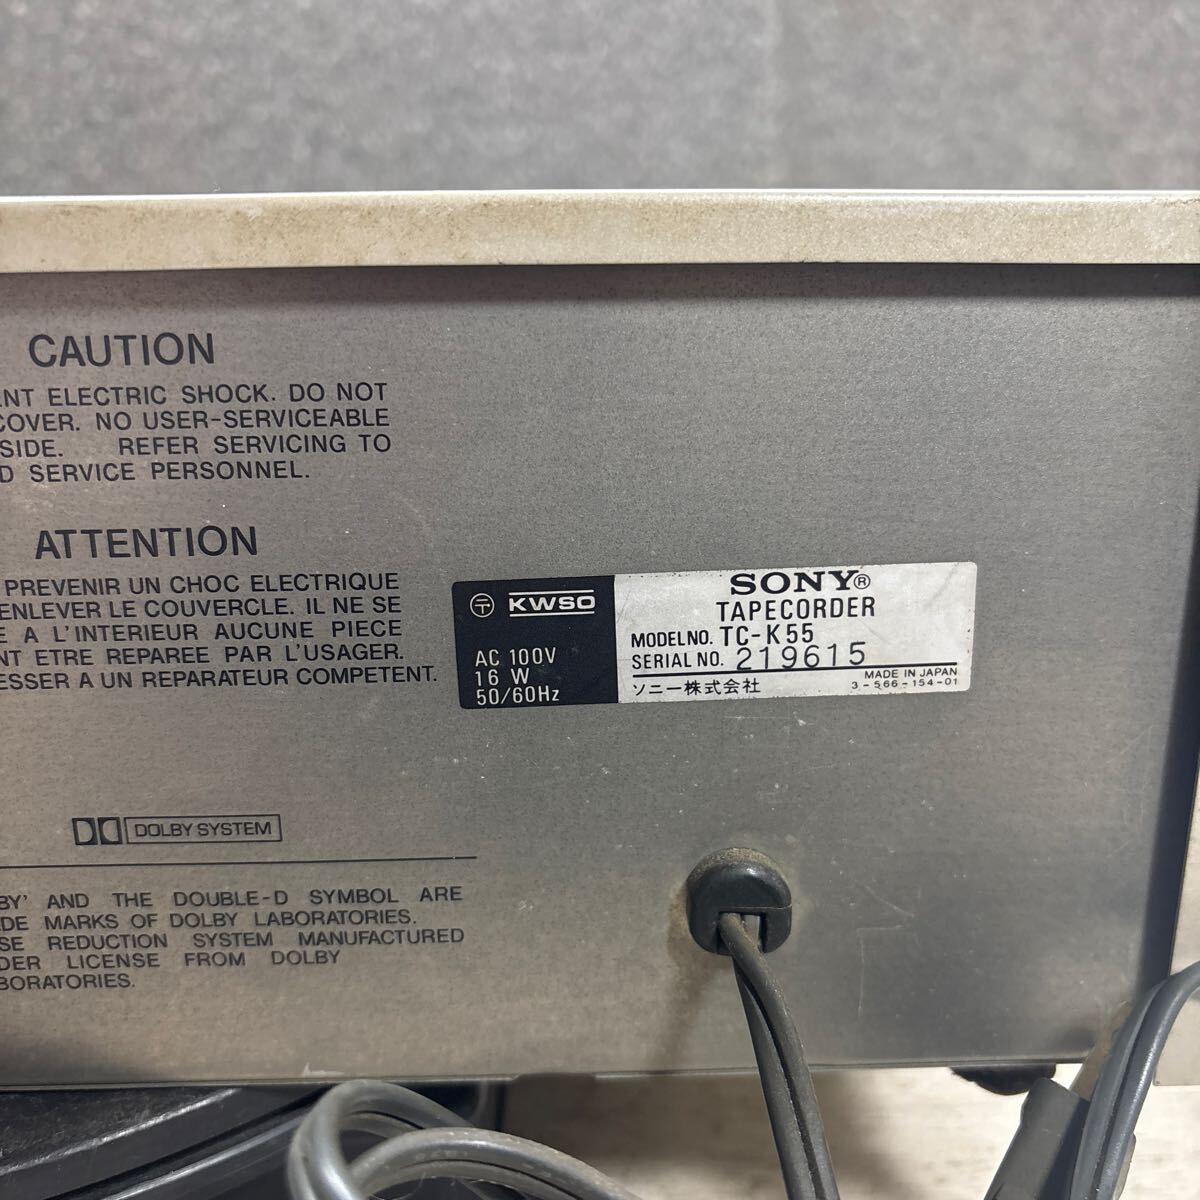 CAUTION
ELECTRIC SHOCK. DO NOT
COVER. NO USER-SERVICEABLE
SIDE. REFER SERVICING TO
SERVICE PERSONNEL.
ATTENTION
PREVENIR UN CHOC ELECTRIQUE
ENLEVER LE COUVERCLE. IL NE SE
A L'INTERIEUR AUCUNE PIECE
ETRE REPAREE PAR L'USAGER.
ESSER A UN REPARATEUR COMPETENT.
〒 KWSO
AC 100V
16 W
50/60Hz
SONY®
TAPECORDER
MODEL NO. TC-K55
SERIAL NO. 219615
MADE IN JAPAN
ソニー株式会社 3-566-154-01
DOLBY SYSTEM
BY' AND THE DOUBLE-D SYMBOL ARE
DE MARKS OF DOLBY LABORATORIES.
SE REDUCTION SYSTEM MANUFACTURED
DER LICENSE FROM DOLBY
BORATORIES.